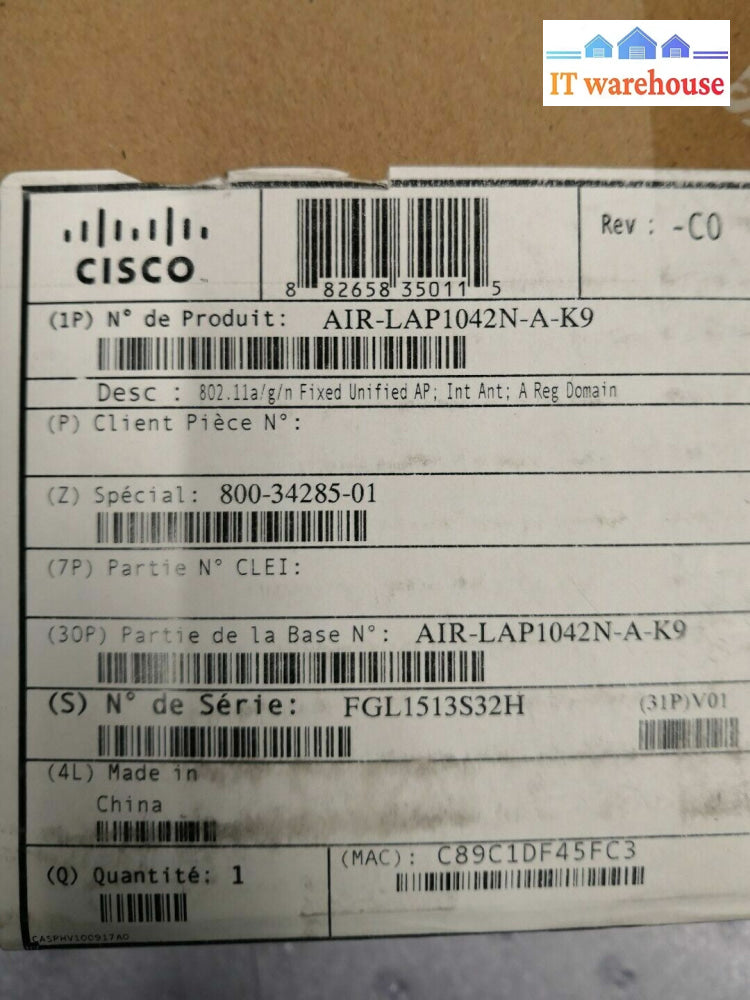 IT warehouse
CISCO
8 82658 35011 5
Rev : -C0
(1P) N° de Produit: AIR-LAP1042N-A-K9
Desc : 802.11a/g/n Fixed Unified AP; Int Ant; A Reg Domain
(P) Client Pièce N°:
(Z) Spécial: 800-34285-01
(7P) Partie N° CLEI:
(30P) Partie de la Base N°: AIR-LAP1042N-A-K9
(S) N° de Série: FGL1513S32H (31P)V01
(4L) Made in
China
(Q) Quantité: 1
(MAC): C89C1DF45FC3
CASPHV100917A0